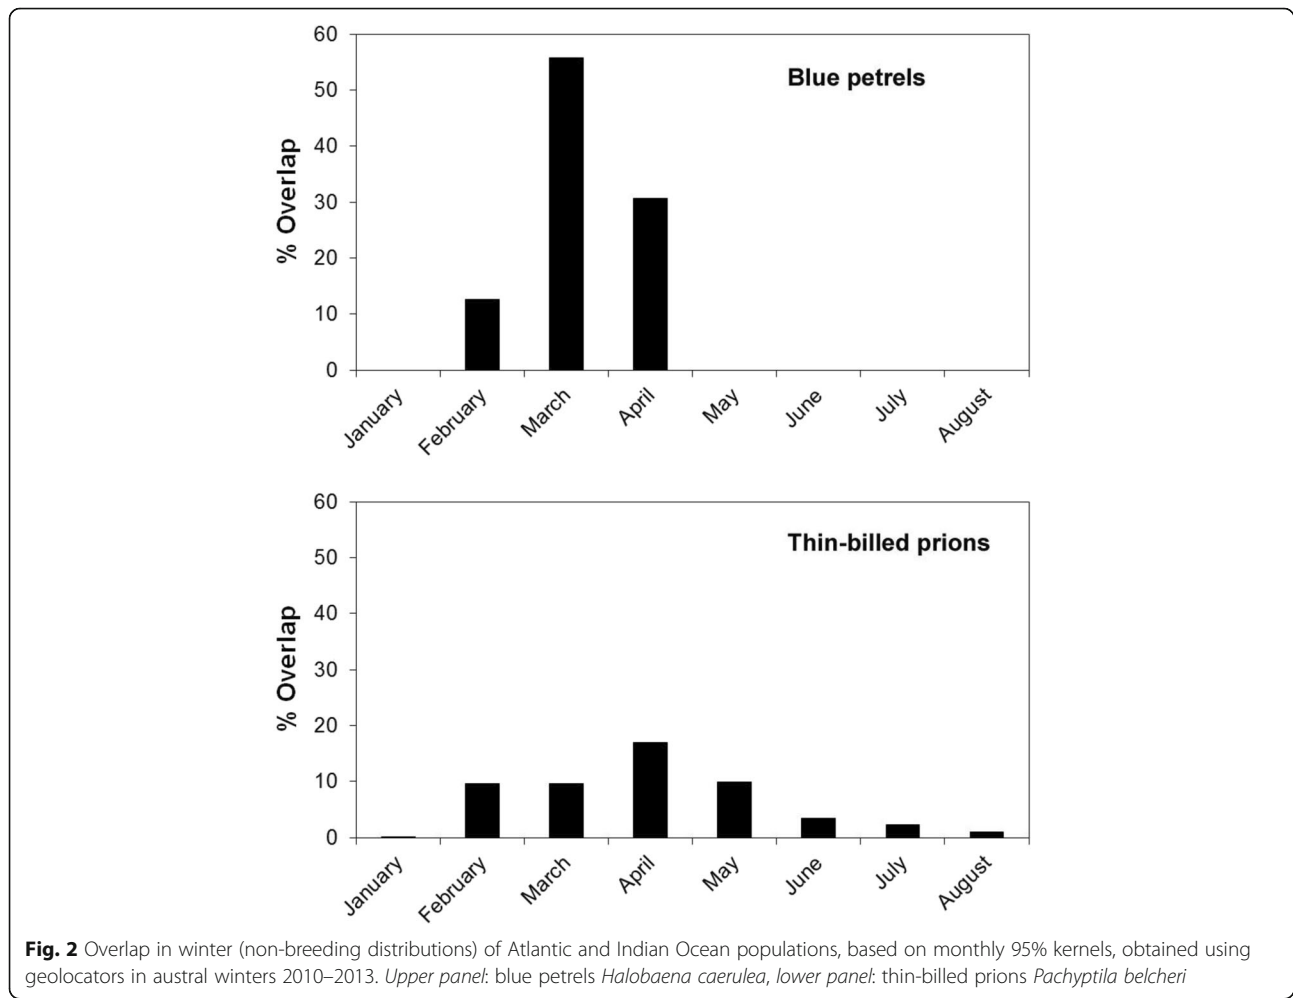 60
50
40
30
20
10
0
% Overlap
Blue petrels
January
February
March
April
May
June
July
August
60
50
40
30
20
10
0
% Overlap
Thin-billed prions
January
February
March
April
May
June
July
August
Fig. 2 Overlap in winter (non-breeding distributions) of Atlantic and Indian Ocean populations, based on monthly 95% kernels, obtained using
geolocators in austral winters 2010–2013. Upper panel: blue petrels Halobaena caerulea, lower panel: thin-billed prions Pachyptila belcheri